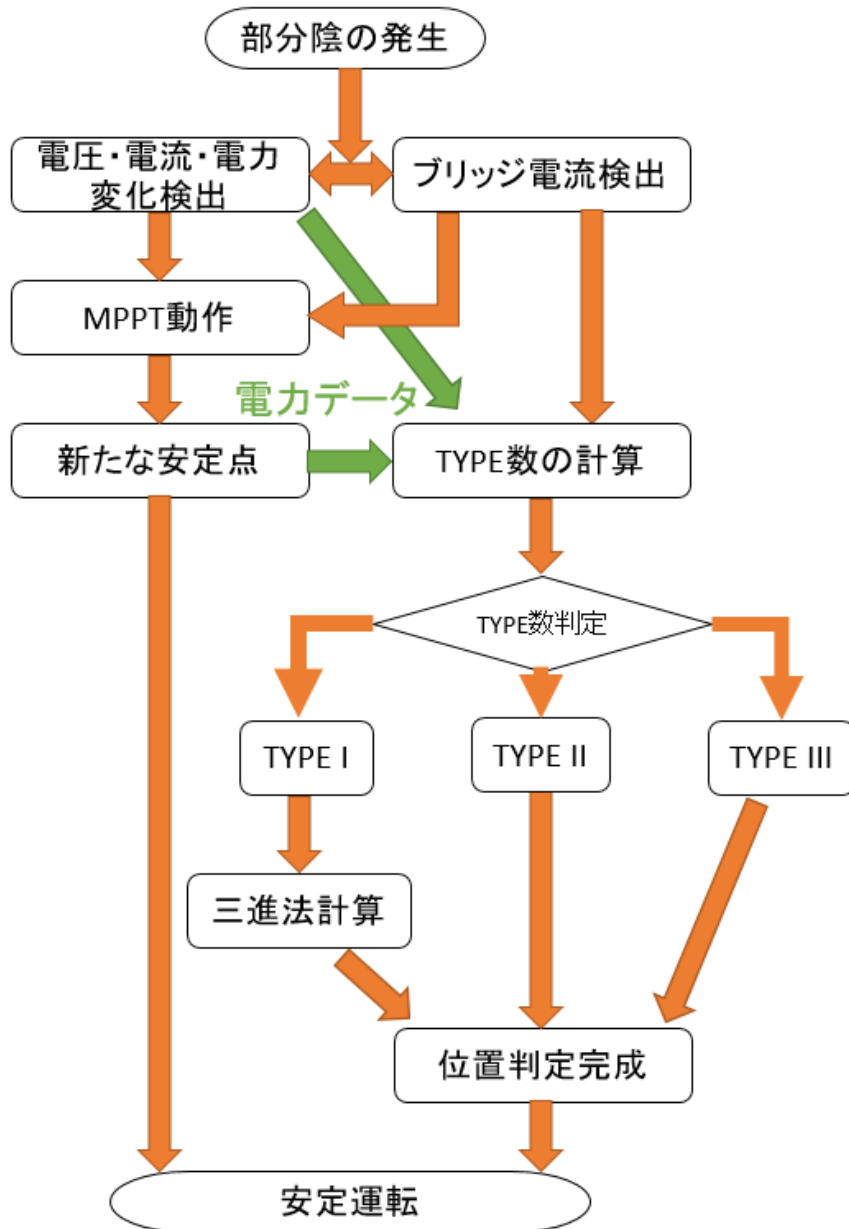 部分陰の発生
電圧・電流・電力
変化検出
ブリッジ電流検出
MPPT動作
電力データ
新たな安定点
TYPE数の計算
TYPE数判定
TYPE I
TYPE II
TYPE III
三進法計算
位置判定完成
安定運転